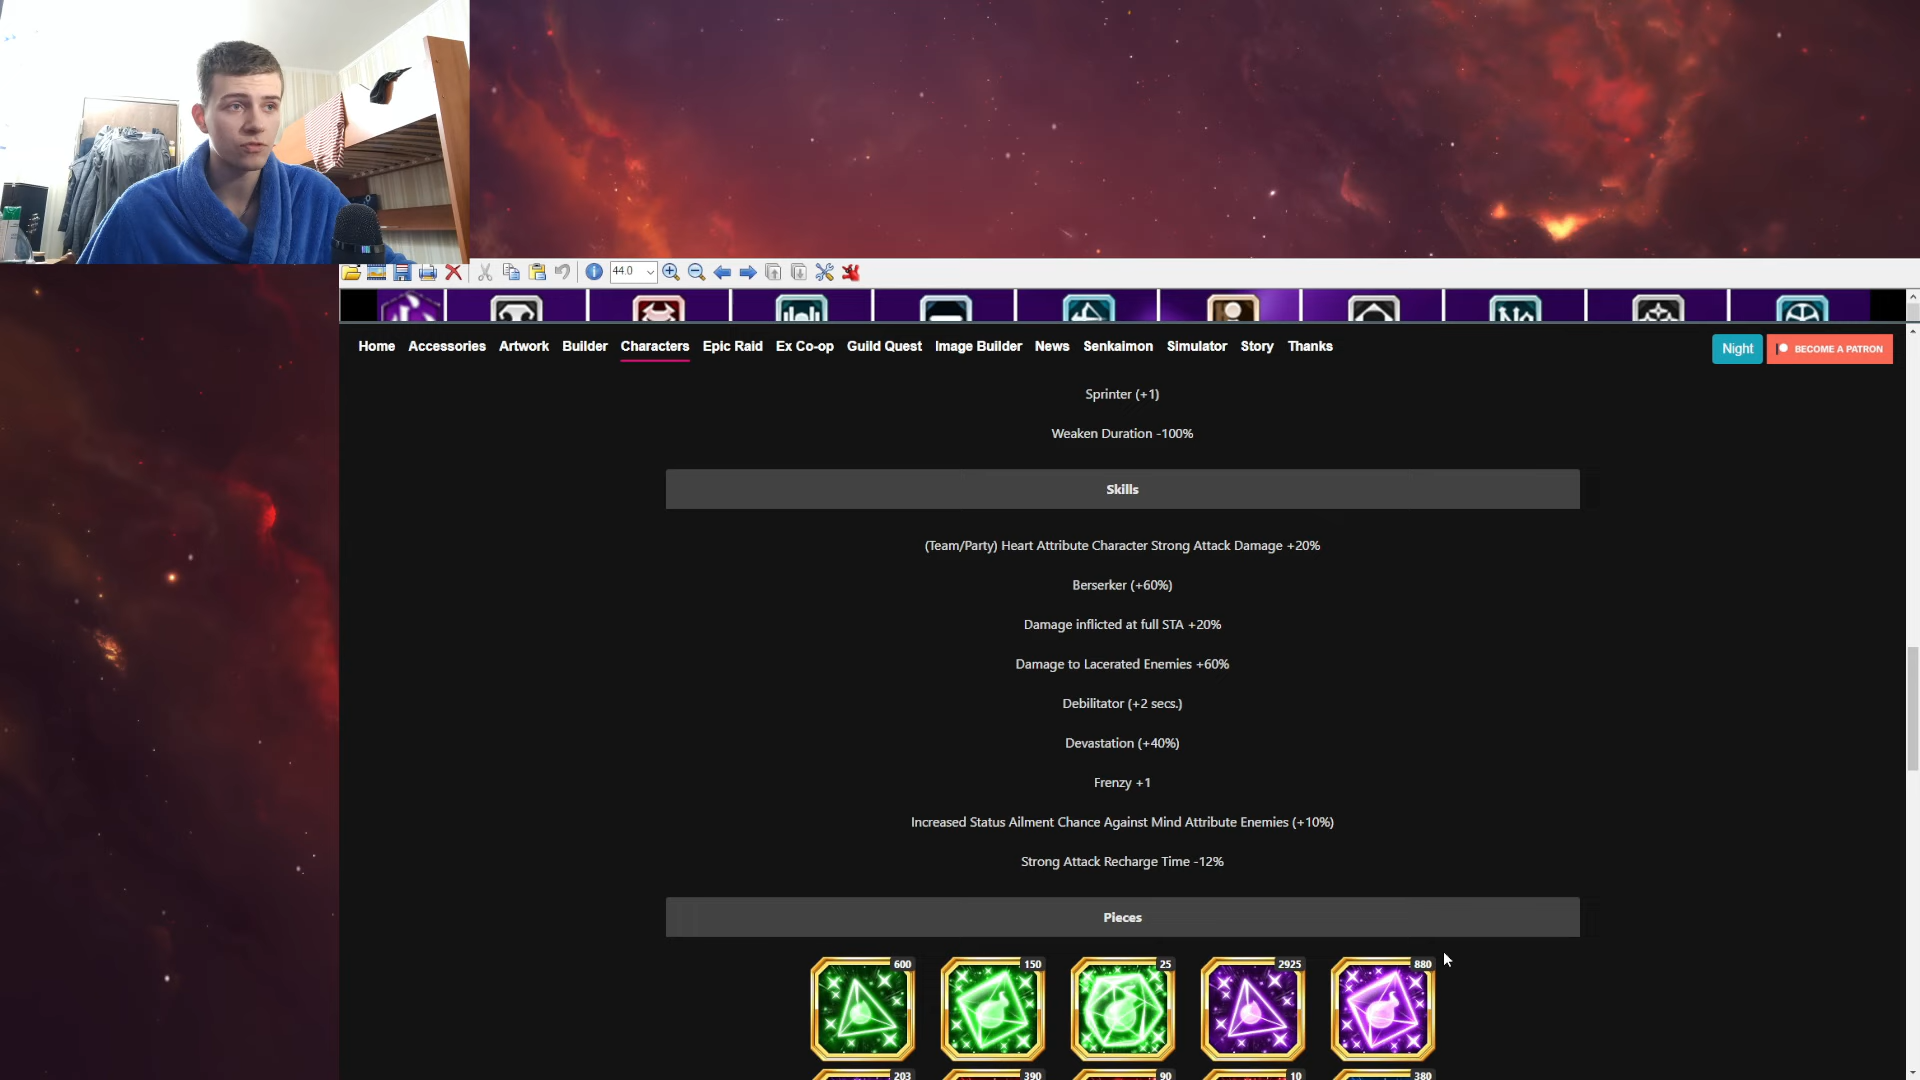 44.0
Home Accessories Artwork Builder Characters Epic Raid Ex Co-op Guild Quest Image Builder News Senkaimon Simulator Story Thanks
Night BECOME A PATRON
Sprinter (+1)
Weaken Duration -100%
Skills
(Team/Party) Heart Attribute Character Strong Attack Damage +20%
Berserker (+60%)
Damage inflicted at full STA +20%
Damage to Lacerated Enemies +60%
Debilitator (+2 secs.)
Devastation (+40%)
Frenzy +1
Increased Status Ailment Chance Against Mind Attribute Enemies (+10%)
Strong Attack Recharge Time -12%
Pieces
600 150 25 2925 880
203 390 90 10 380